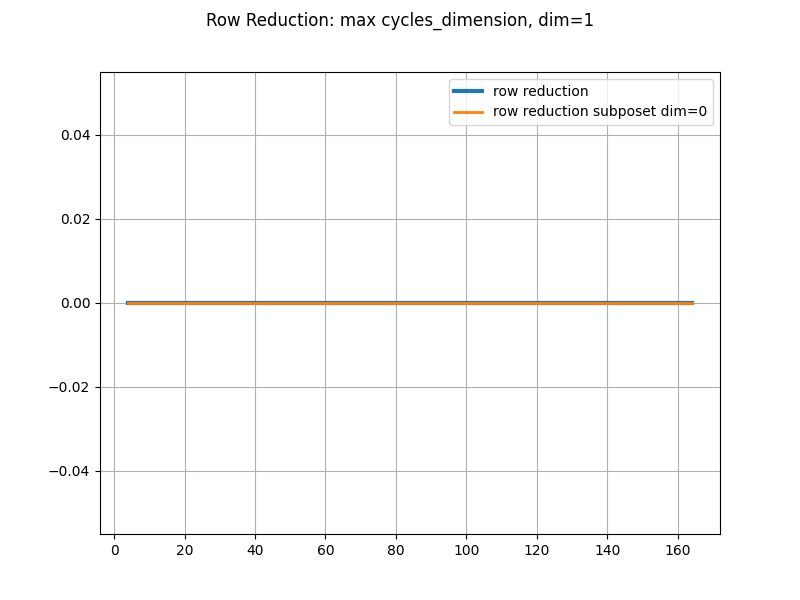 Row Reduction: max cycles_dimension, dim=1
row reduction
row reduction subposet dim=0
0.04
0.02
0.00
−0.02
−0.04
0 20 40 60 80 100 120 140 160